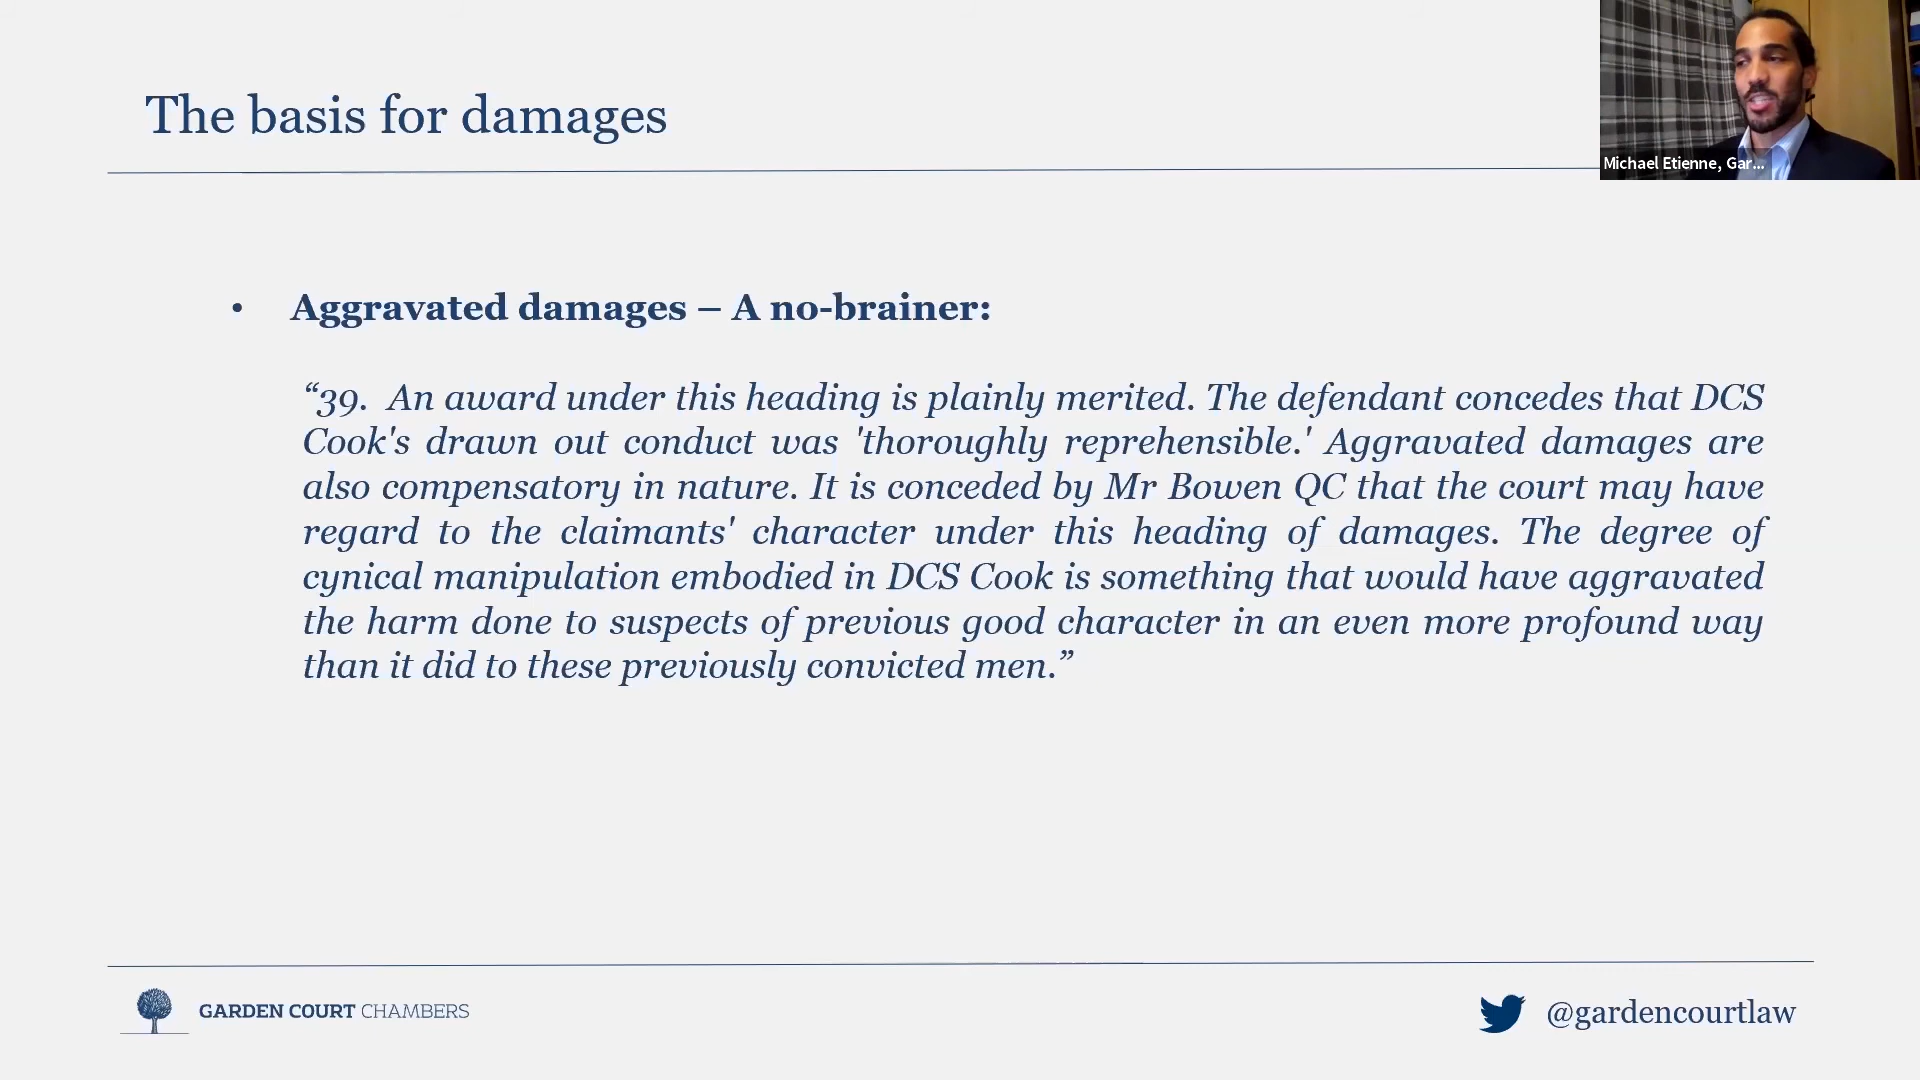 The basis for damages
Michael Etienne, Gar...
• Aggravated damages – A no-brainer:
“39. An award under this heading is plainly merited. The defendant concedes that DCS
Cook's drawn out conduct was 'thoroughly reprehensible.' Aggravated damages are
also compensatory in nature. It is conceded by Mr Bowen QC that the court may have
regard to the claimants' character under this heading of damages. The degree of
cynical manipulation embodied in DCS Cook is something that would have aggravated
the harm done to suspects of previous good character in an even more profound way
than it did to these previously convicted men.”
GARDEN COURT CHAMBERS
@gardencourtlaw